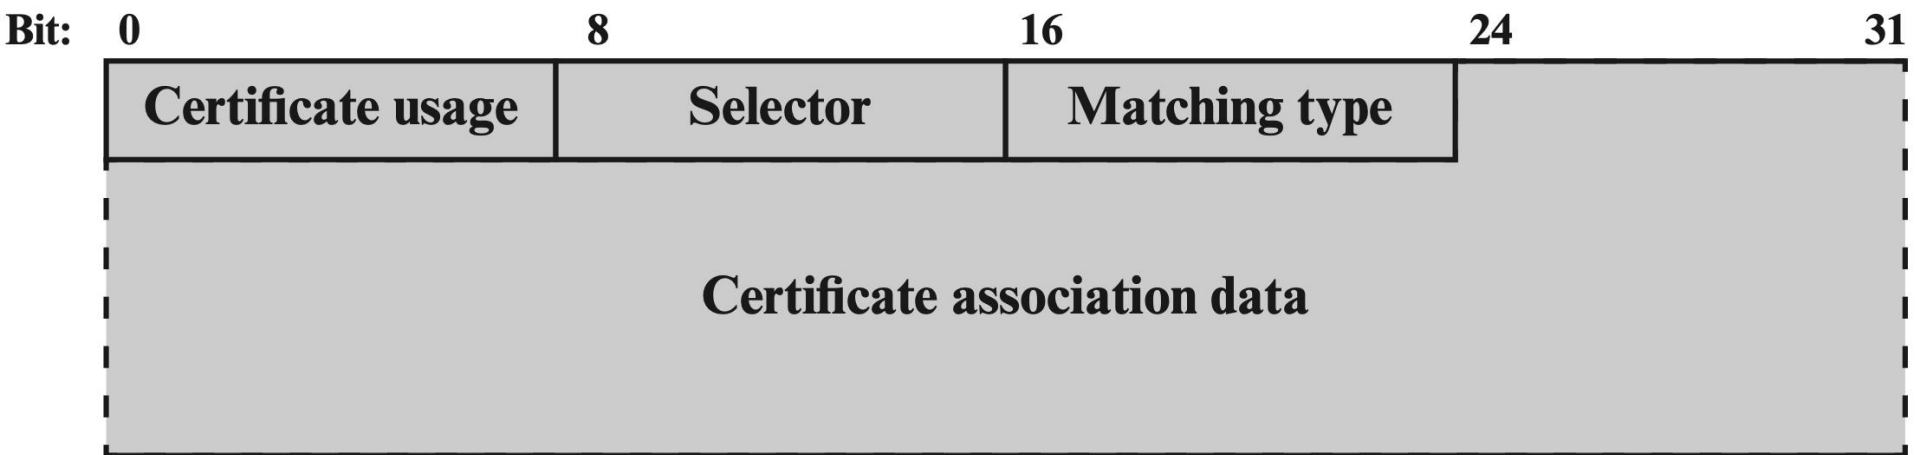 Bit: 0 8 16 24 31
Certificate usage Selector Matching type
Certificate association data